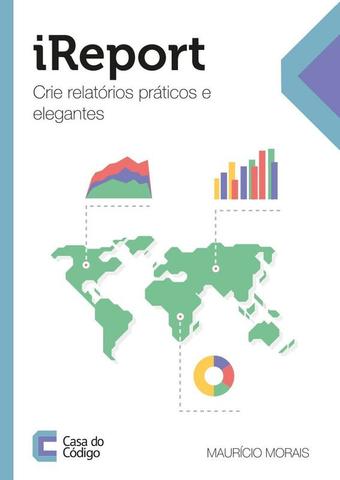 iReport
Crie relatórios práticos e
elegantes
Casa do
Código
MAURÍCIO MORAIS